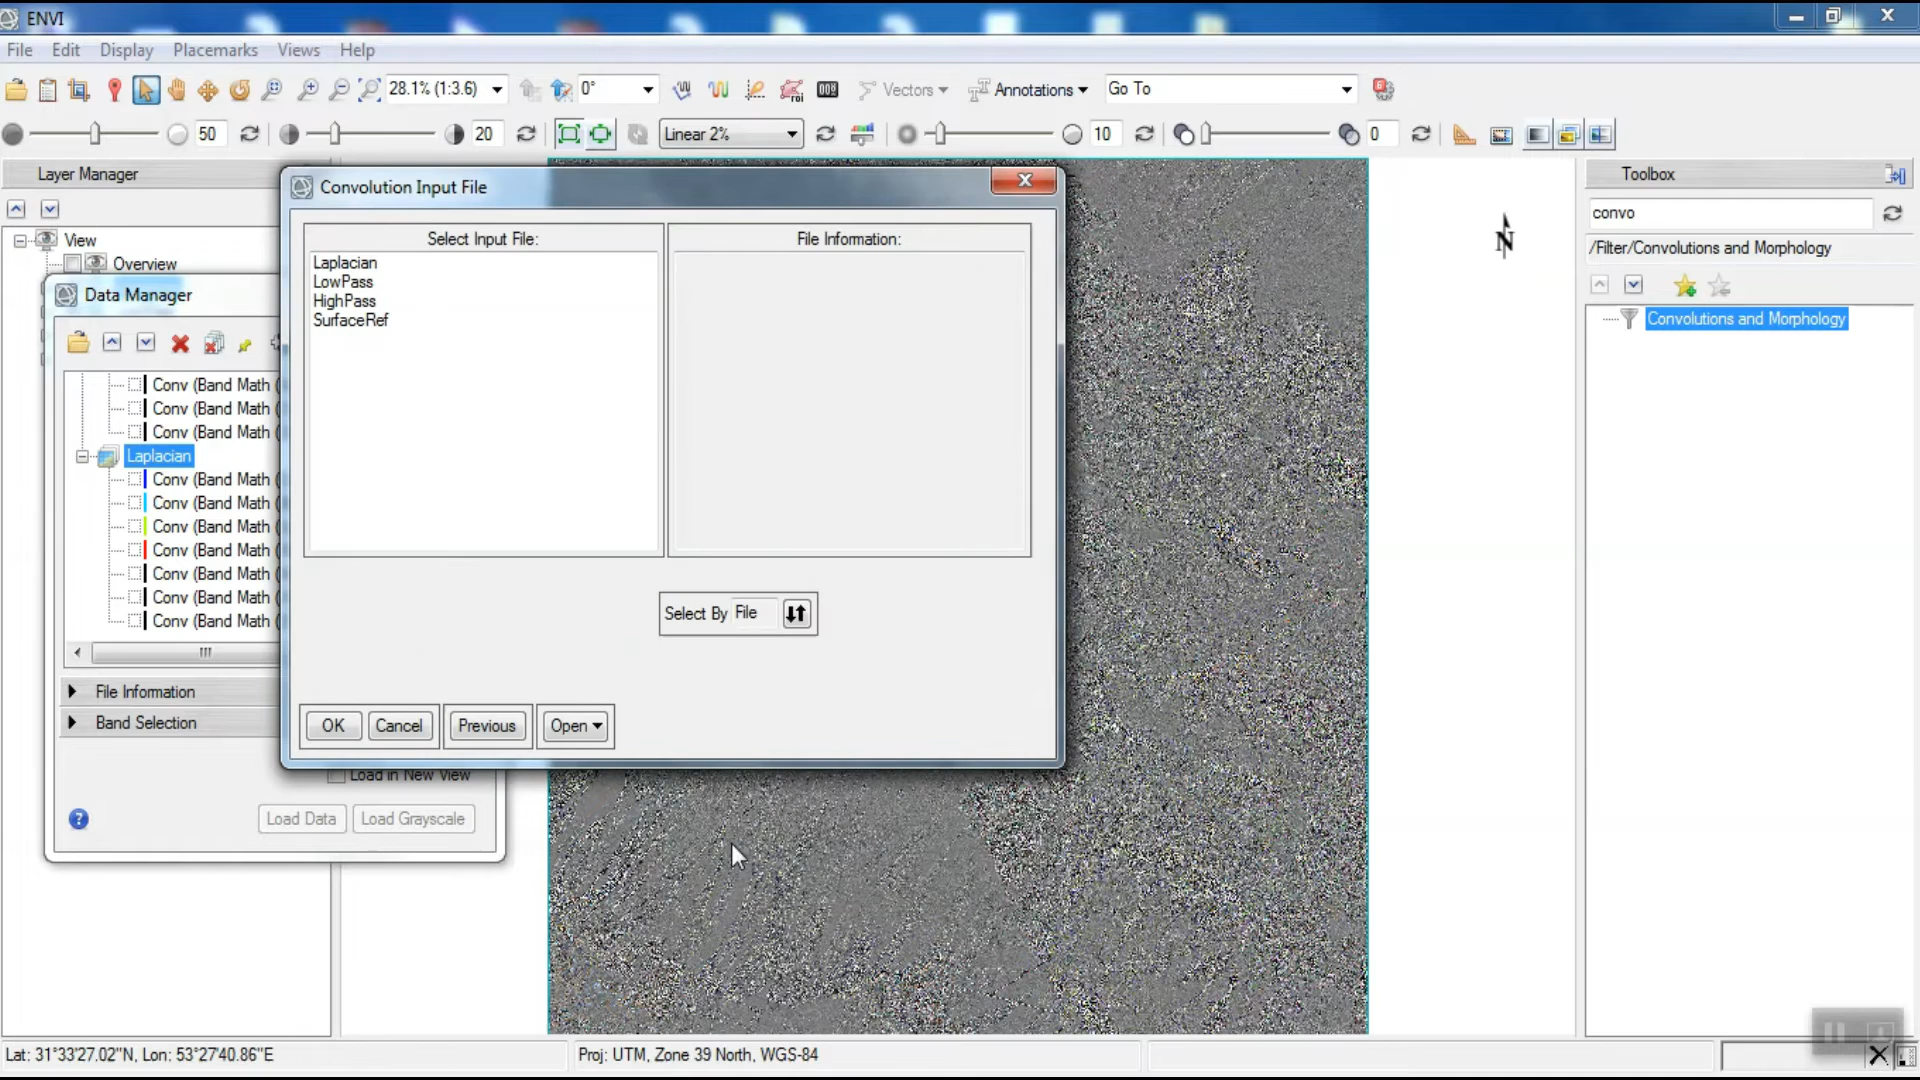 ENVI
File Edit Display Placemarks Views Help
28.1% (1:3.6) 0° Vectors Annotations Go To
50 20 Linear 2% 10 0
Layer Manager
View
Overview
Data Manager
Conv (Band Math (
Conv (Band Math (
Conv (Band Math (
Laplacian
Conv (Band Math (
Conv (Band Math (
Conv (Band Math (
Conv (Band Math (
Conv (Band Math (
Conv (Band Math (
Conv (Band Math (
File Information
Band Selection
Load in New View
Load Data Load Grayscale
Convolution Input File
Select Input File:
Laplacian
LowPass
HighPass
SurfaceRef
File Information:
Select By File
OK Cancel Previous Open
N
Toolbox
convo
/Filter/Convolutions and Morphology
Convolutions and Morphology
Lat: 31°33'27.02"N, Lon: 53°27'40.86"E
Proj: UTM, Zone 39 North, WGS-84